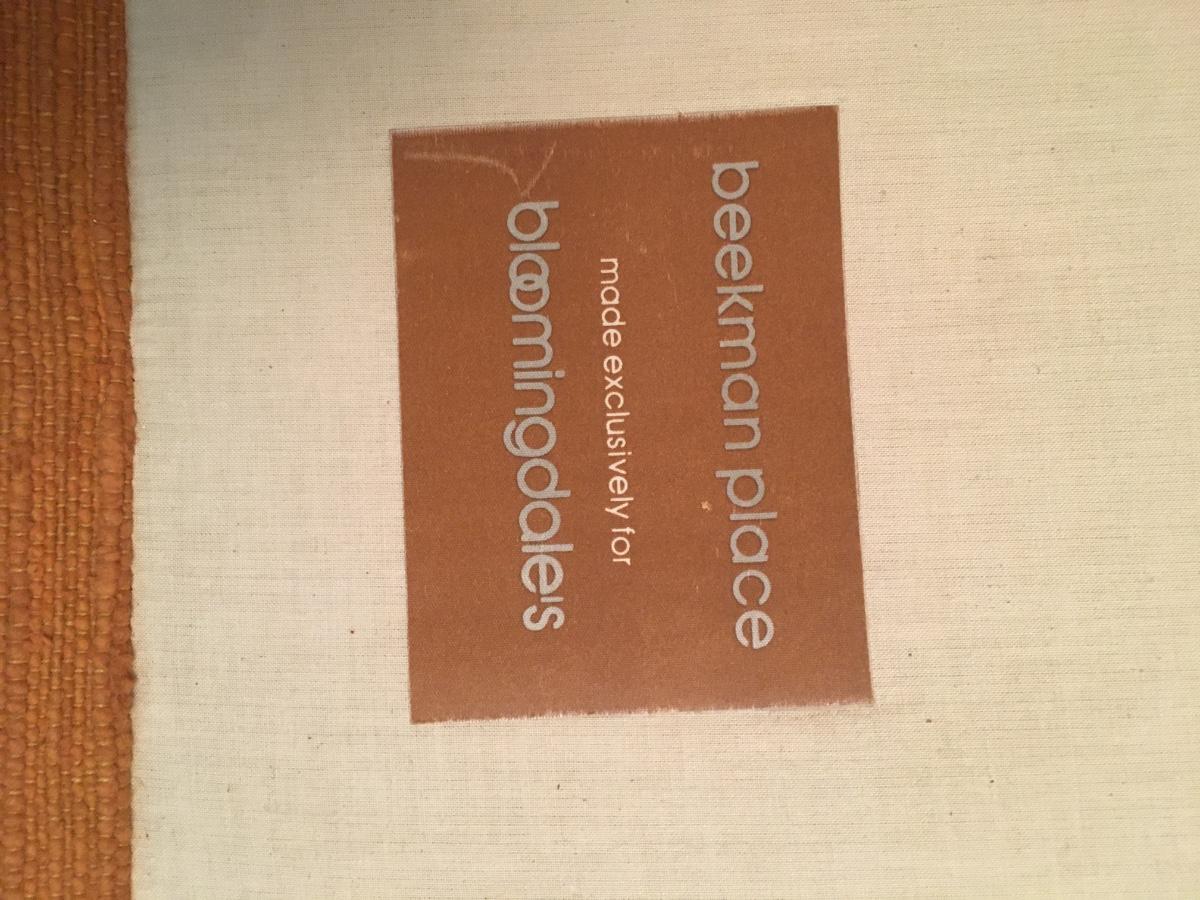 beekman place
made exclusively for
bloomingdale's